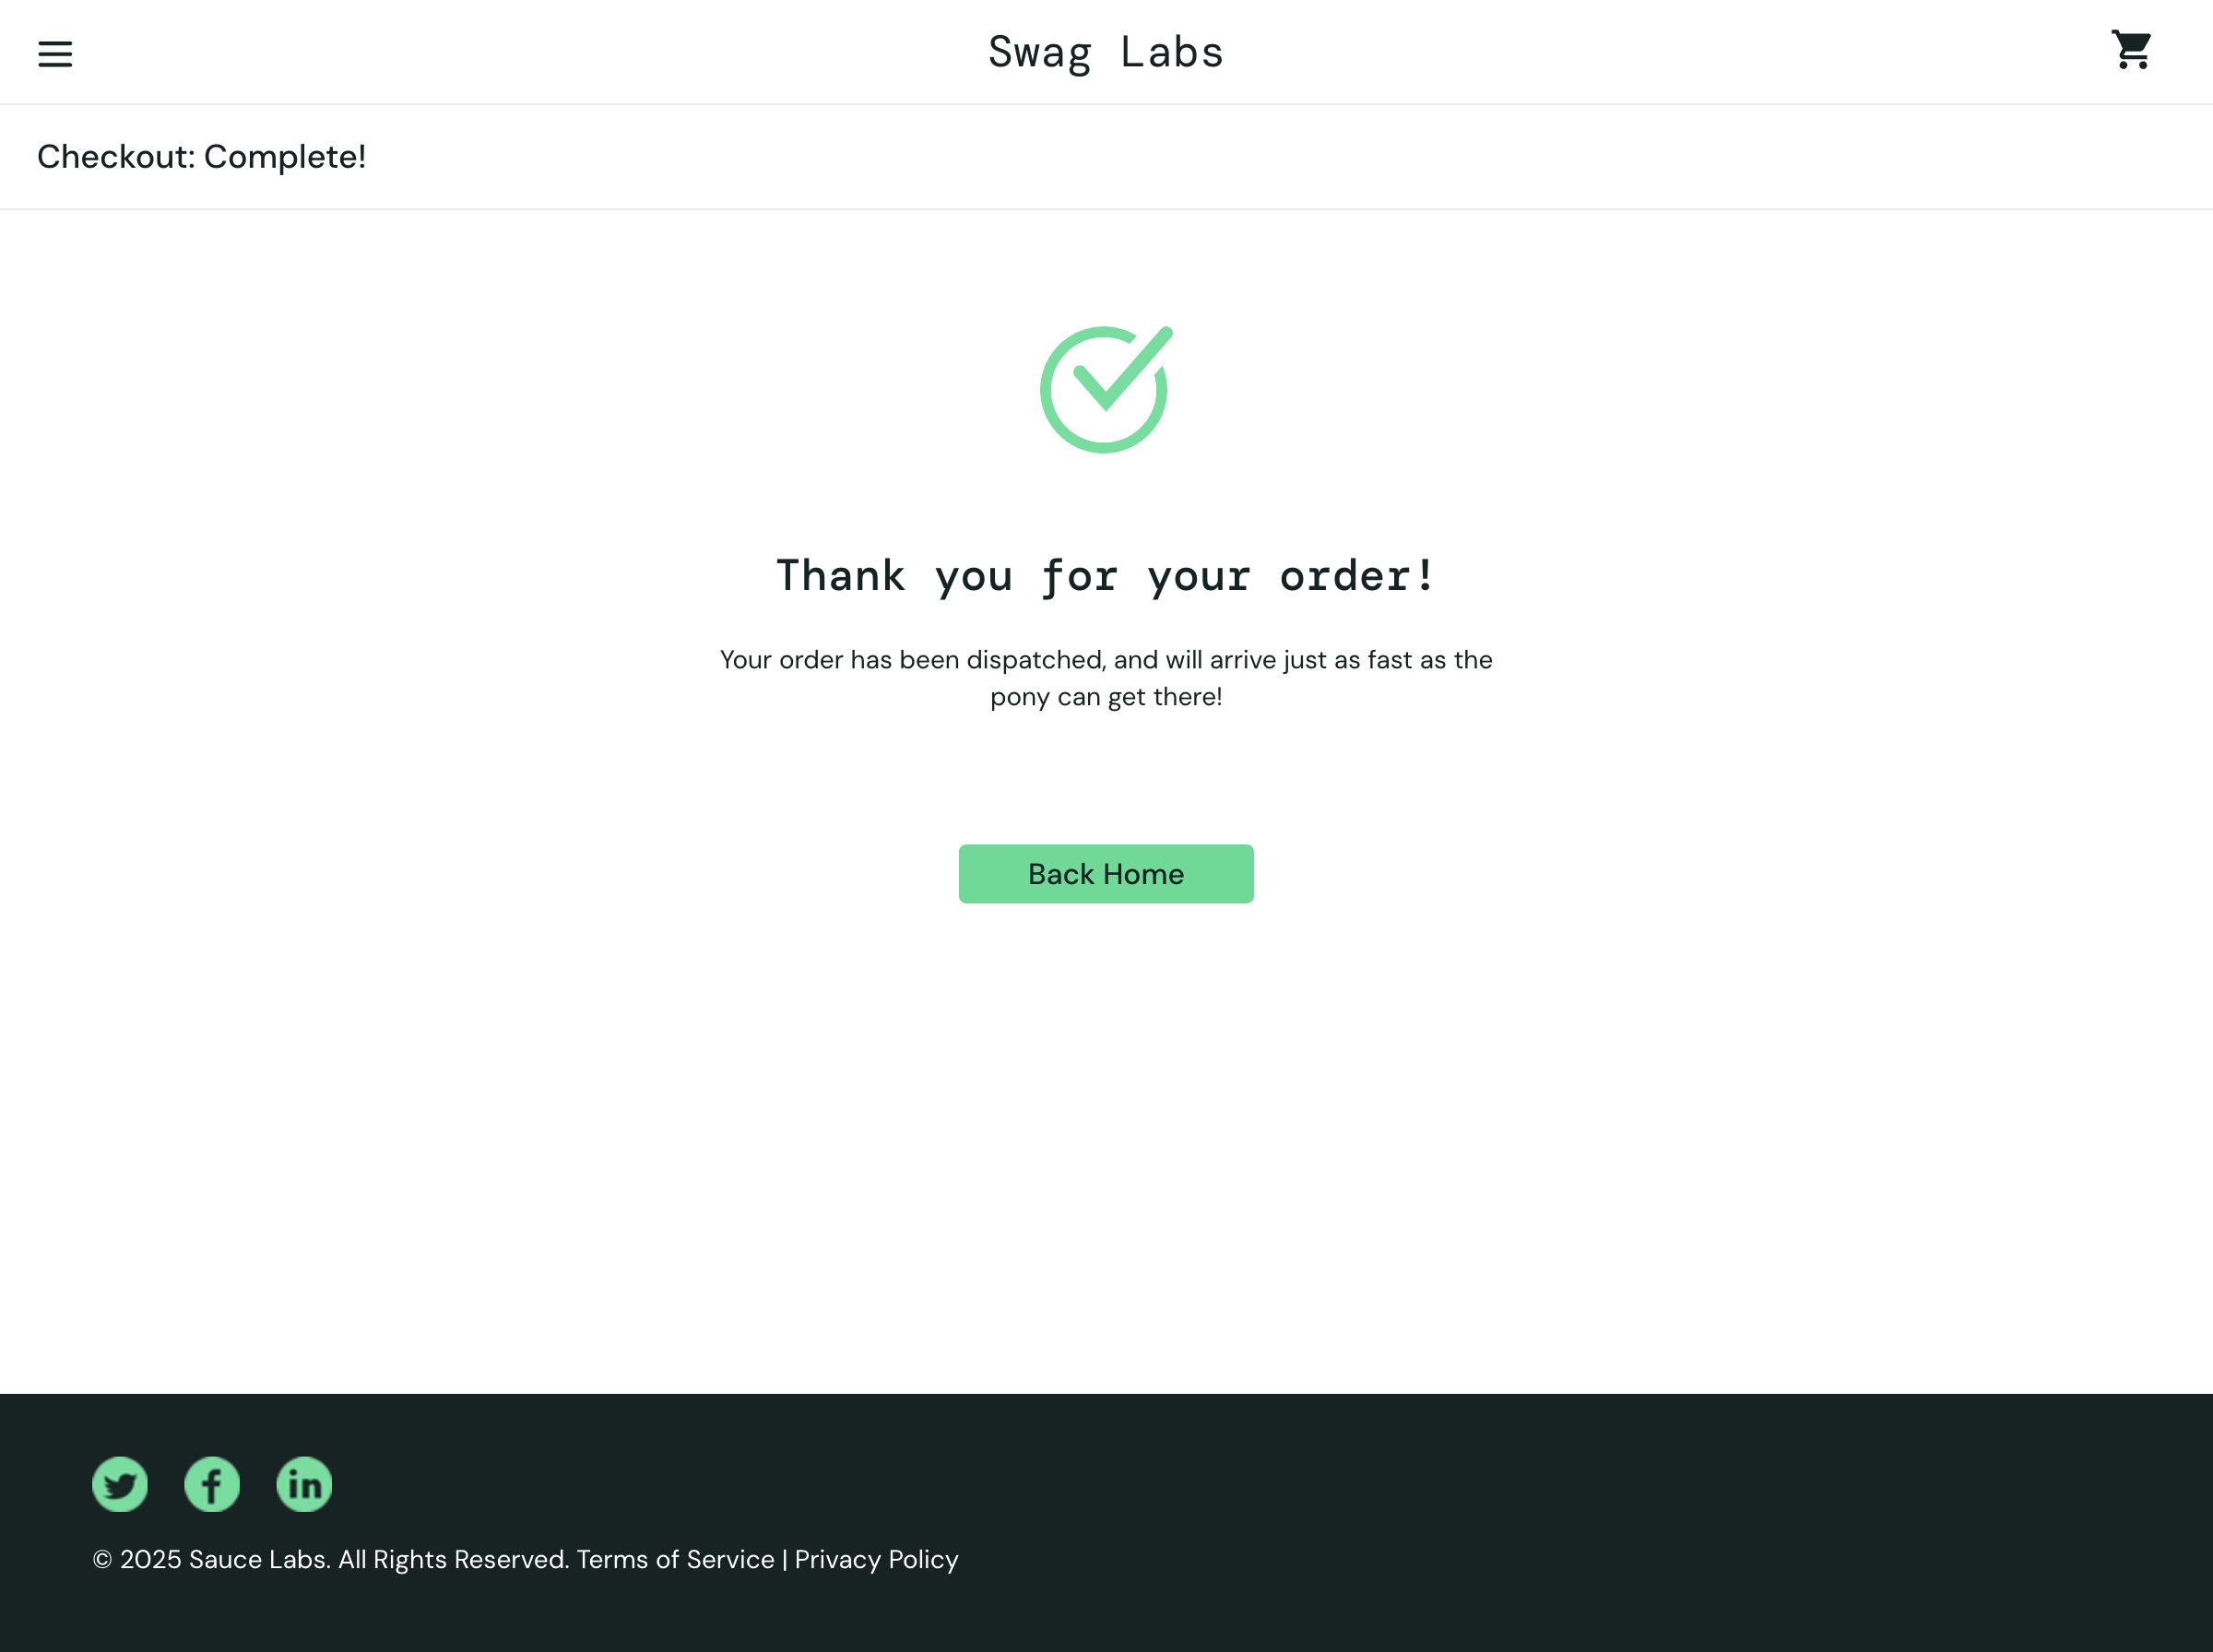 Swag Labs
Checkout: Complete!
Thank you for your order!
Your order has been dispatched, and will arrive just as fast as the
pony can get there!
Back Home
© 2025 Sauce Labs. All Rights Reserved. Terms of Service | Privacy Policy